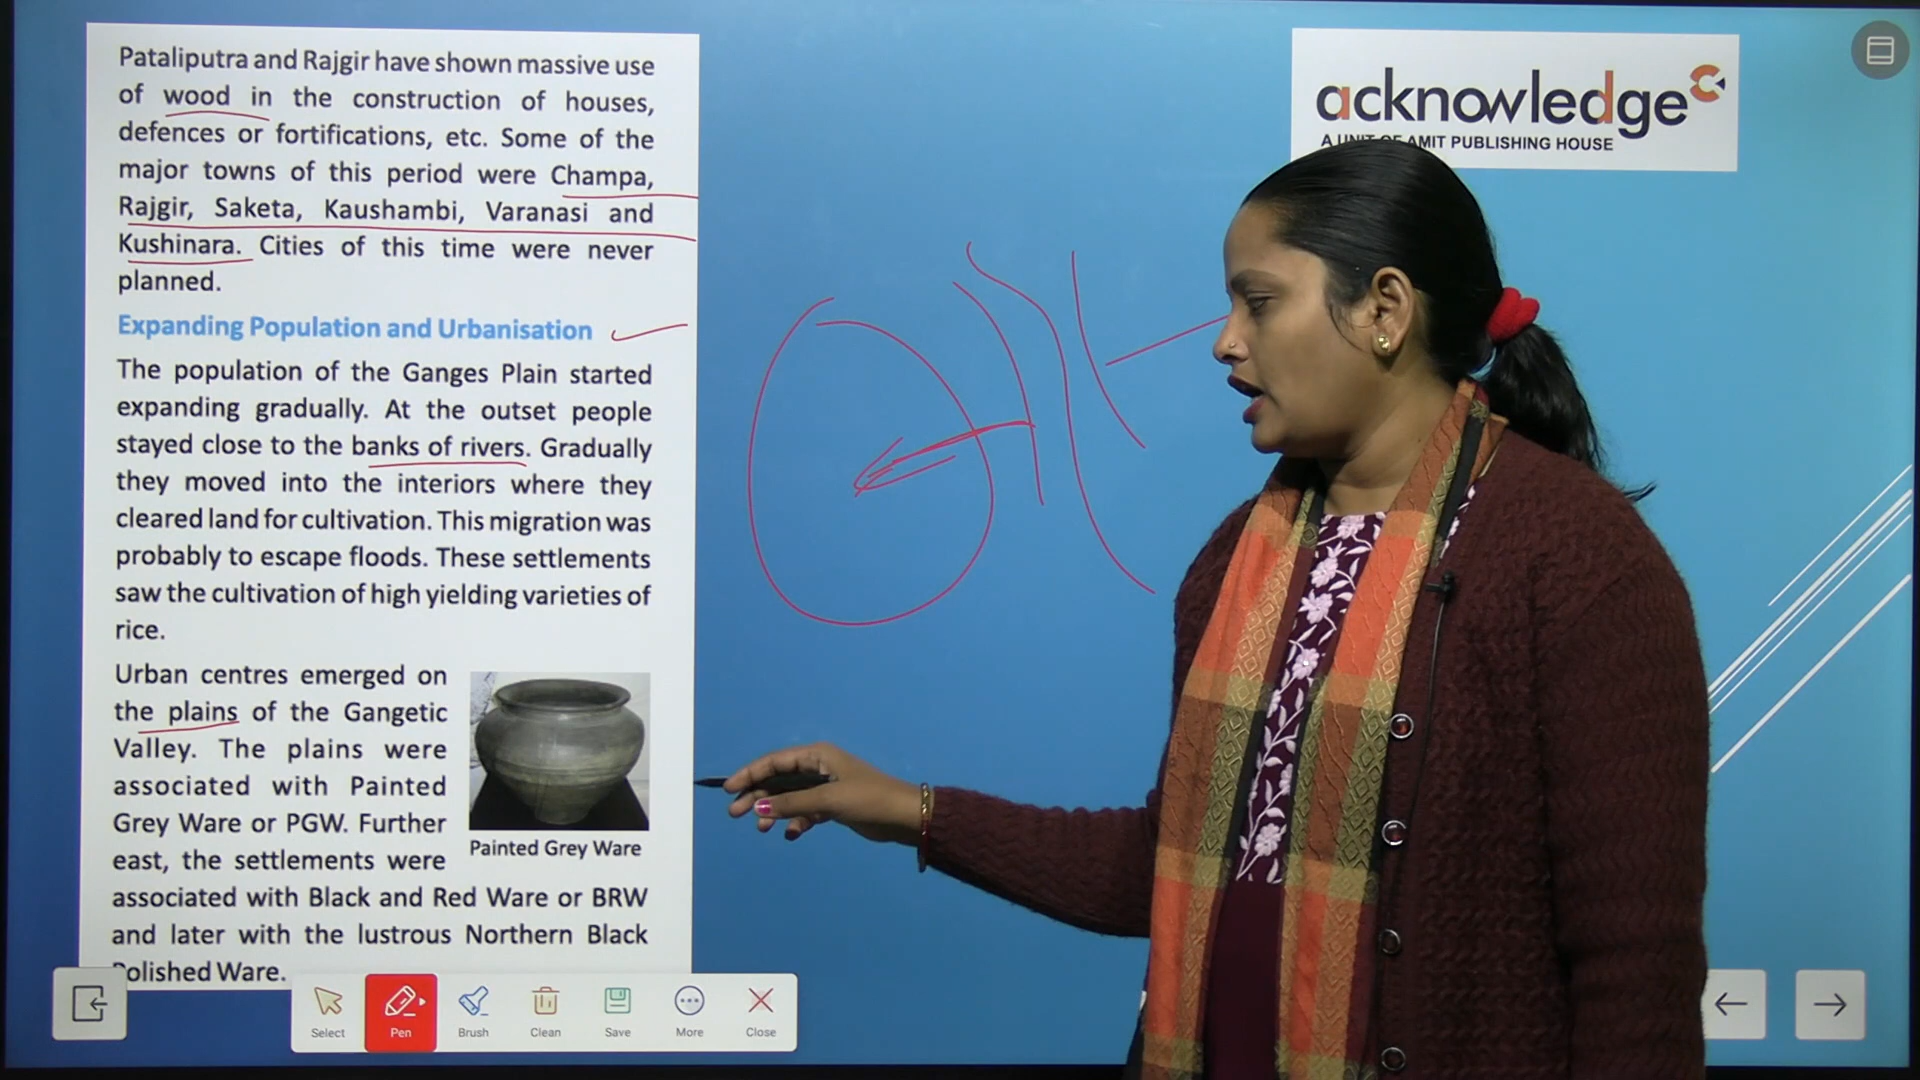 Pataliputra and Rajgir have shown massive use
of wood in the construction of houses,
defences or fortifications, etc. Some of the
major towns of this period were Champa,
Rajgir, Saketa, Kaushambi, Varanasi and
Kushinara. Cities of this time were never
planned.
Expanding Population and Urbanisation
The population of the Ganges Plain started
expanding gradually. At the outset people
stayed close to the banks of rivers. Gradually
they moved into the interiors where they
cleared land for cultivation. This migration was
probably to escape floods. These settlements
saw the cultivation of high yielding varieties of
rice.
Urban centres emerged on
the plains of the Gangetic
Valley. The plains were
associated with Painted
Grey Ware or PGW. Further
east, the settlements were
associated with Black and Red Ware or BRW
and later with the lustrous Northern Black
Polished Ware.
Painted Grey Ware
acknowledge
A UNIT OF AMIT PUBLISHING HOUSE
Select
Pen
Brush
Clean
Save
More
Close